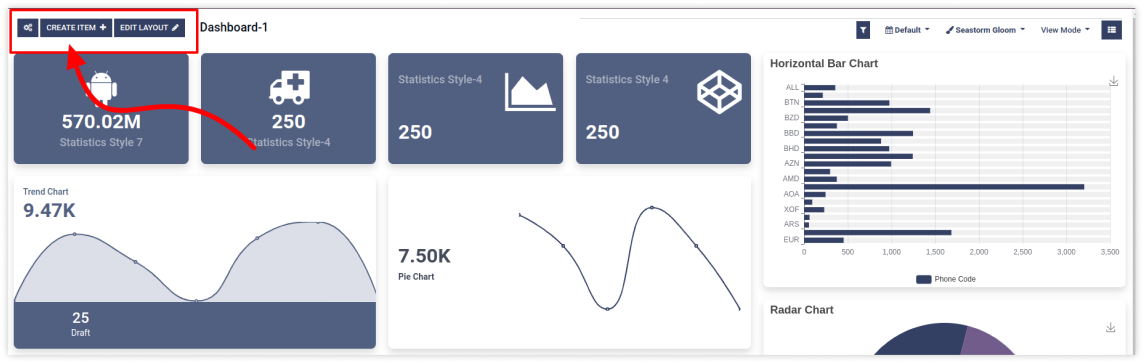 CREATE ITEM
EDIT LAYOUT
Dashboard-1
Default
Seastorm Gloom
View Mode
570.02M
Statistics Style 7
250
Statistics Style-4
Statistics Style-4
250
Statistics Style 4
250
Horizontal Bar Chart
ALL
BTN
BZD
BBD
BHD
AZN
AMD
AOA
XOF
ARS
EUR
0 500 1,000 1,500 2,000 2,500 3,000 3,500
Phone Code
Trend Chart
9.47K
25
Draft
7.50K
Pie Chart
Radar Chart